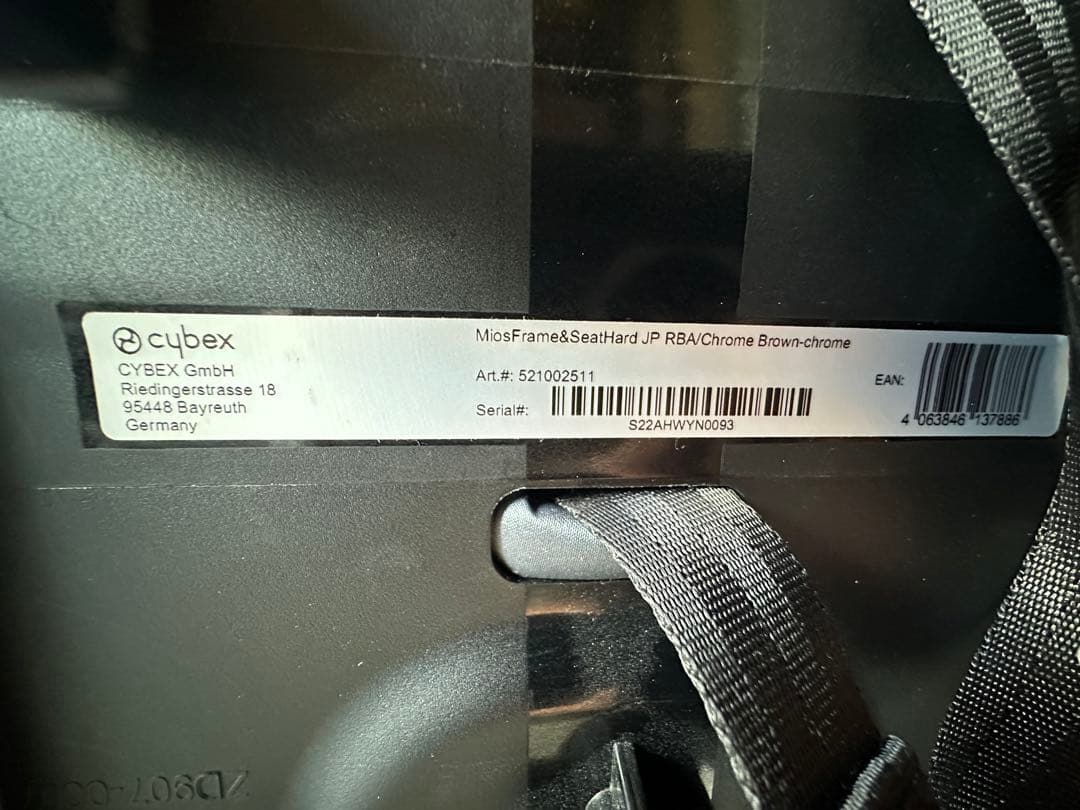 cybex
CYBEX GmbH
Riedingerstrasse 18
95448 Bayreuth
Germany
MiosFrame&SeatHard JP RBA/Chrome Brown-chrome
Art.#: 521002511
Serial#:
S22AHWYN0093
EAN:
4 063846 137886